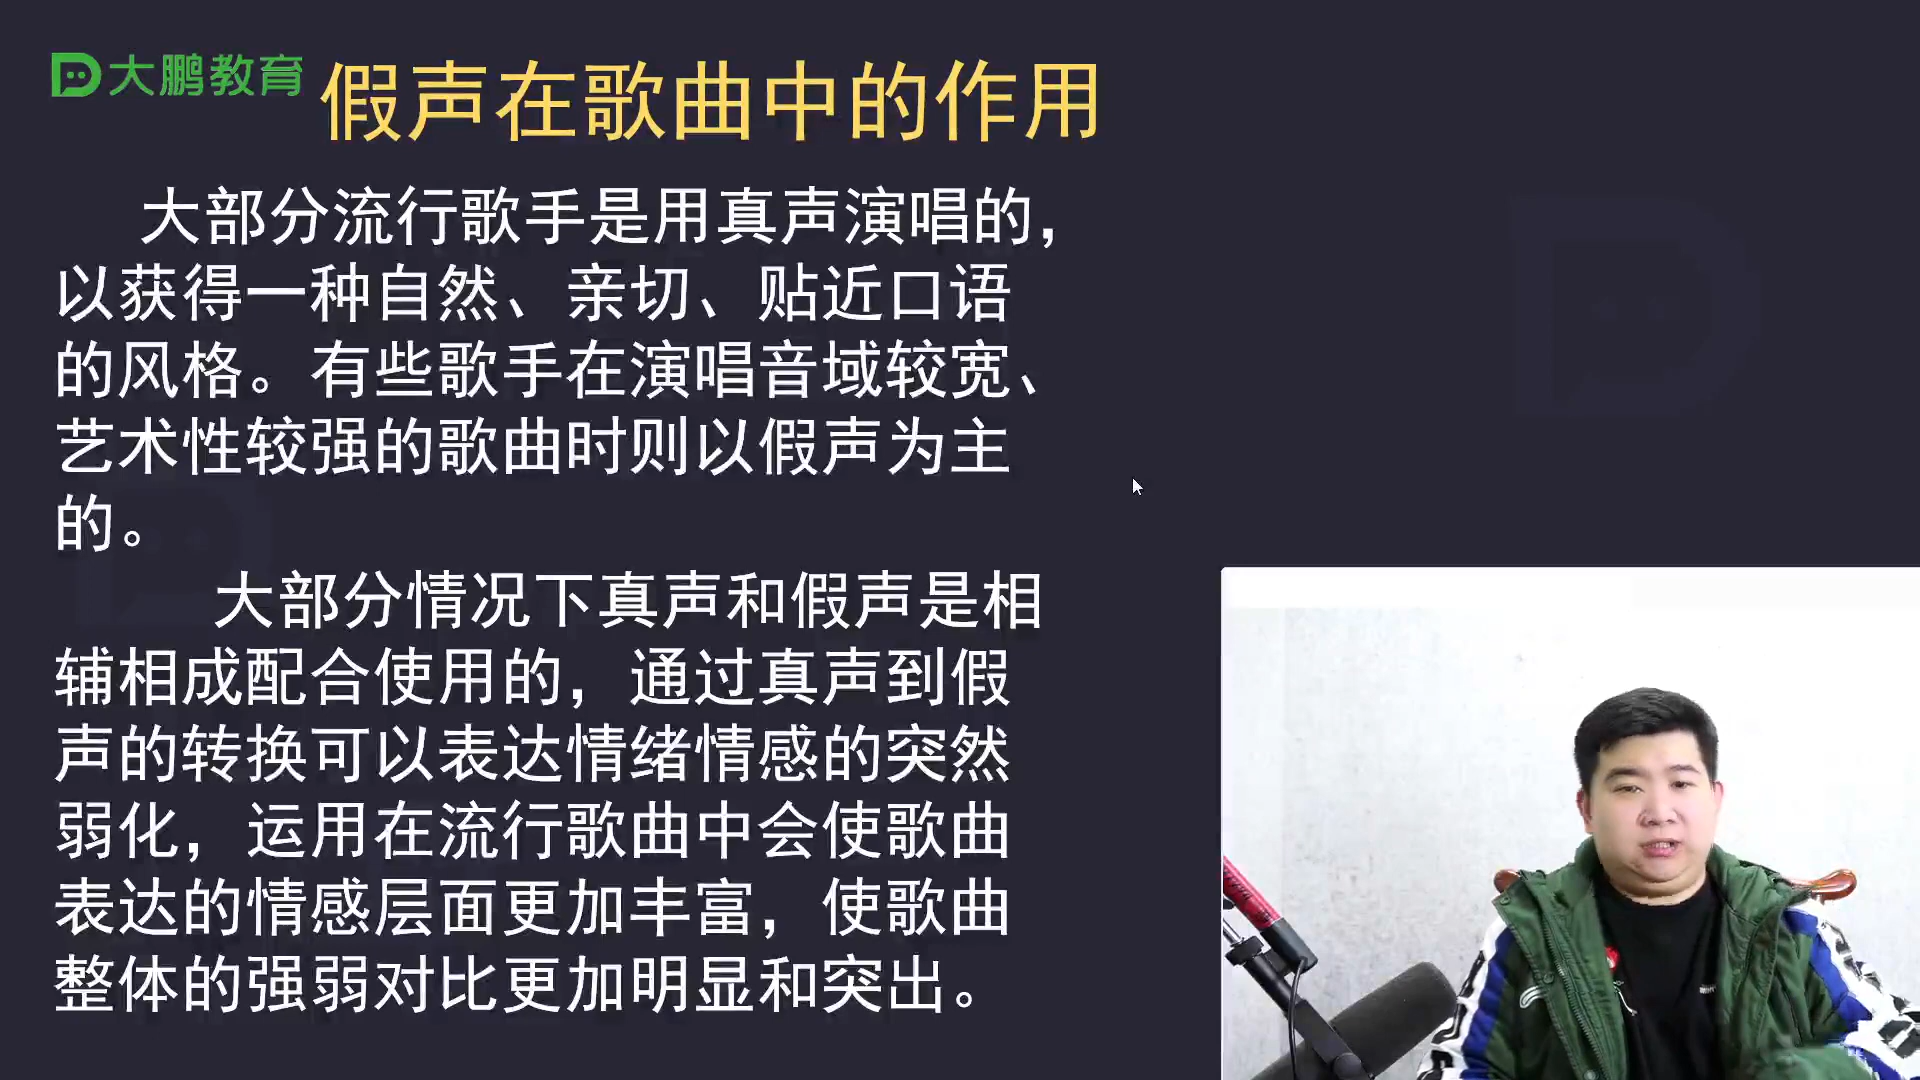 大鹏教育
假声在歌曲中的作用
大部分流行歌手是用真声演唱的，
以获得一种自然、亲切、贴近口语
的风格。有些歌手在演唱音域较宽、
艺术性较强的歌曲时则以假声为主
的。
大部分情况下真声和假声是相
辅相成配合使用的，通过真声到假
声的转换可以表达情绪情感的突然
弱化，运用在流行歌曲中会使歌曲
表达的情感层面更加丰富，使歌曲
整体的强弱对比更加明显和突出。